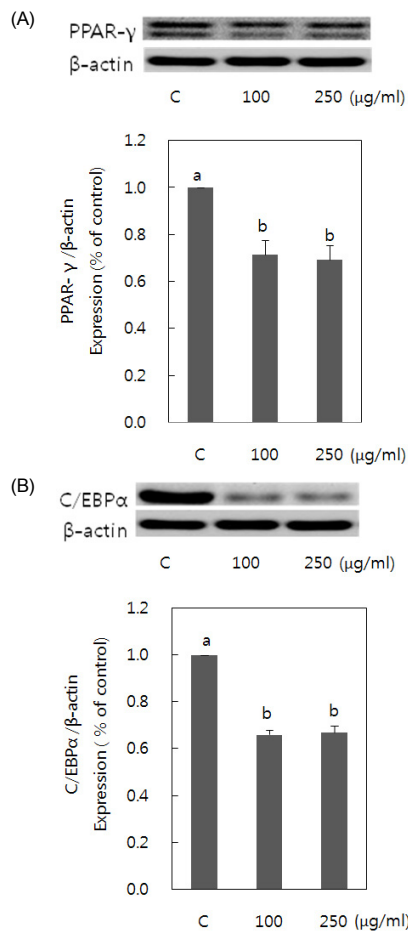 (A)
PPAR-γ
β-actin
C 100 250 (μg/ml)
1.2
1.0
0.8
0.6
0.4
0.2
0.0
PPAR- γ /β-actin
Expression (% of control)
a
b
b
C 100 250
(μg/ml)
(B)
C/EBPα
β-actin
C 100 250 (μg/ml)
1.2
1.0
0.8
0.6
0.4
0.2
0.0
C/EBPα/β-actin
Expression ( % of control)
a
b
b
C 100 250 (μg/ml)